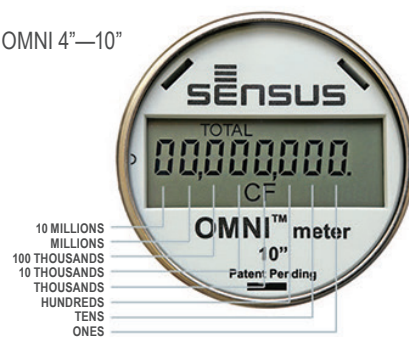 OMNI 4”—10”
SENSUS
TOTAL
00,000,000.
CF
OMNI™ meter
10”
Patent Pending
10 MILLIONS
MILLIONS
100 THOUSANDS
10 THOUSANDS
THOUSANDS
HUNDREDS
TENS
ONES